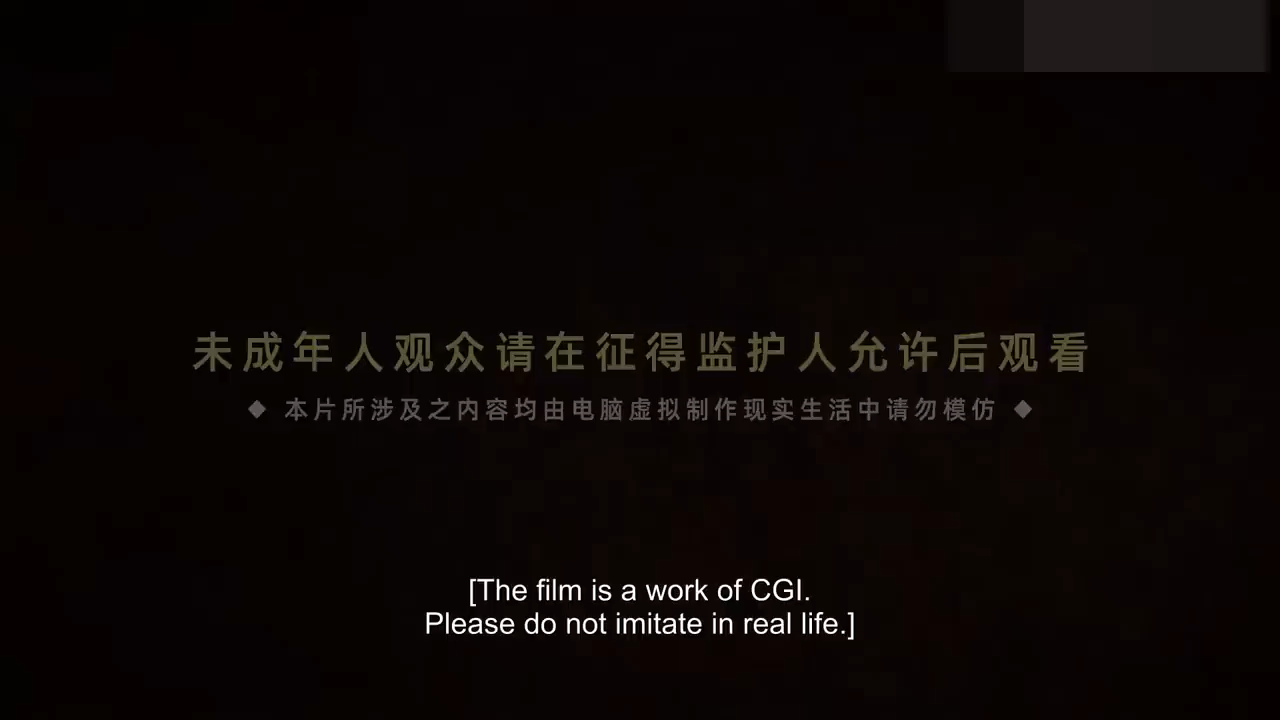 未成年人观众请在征得监护人允许后观看
◆ 本片所涉及之内容均由电脑虚拟制作现实生活中请勿模仿 ◆
[The film is a work of CGI.
Please do not imitate in real life.]